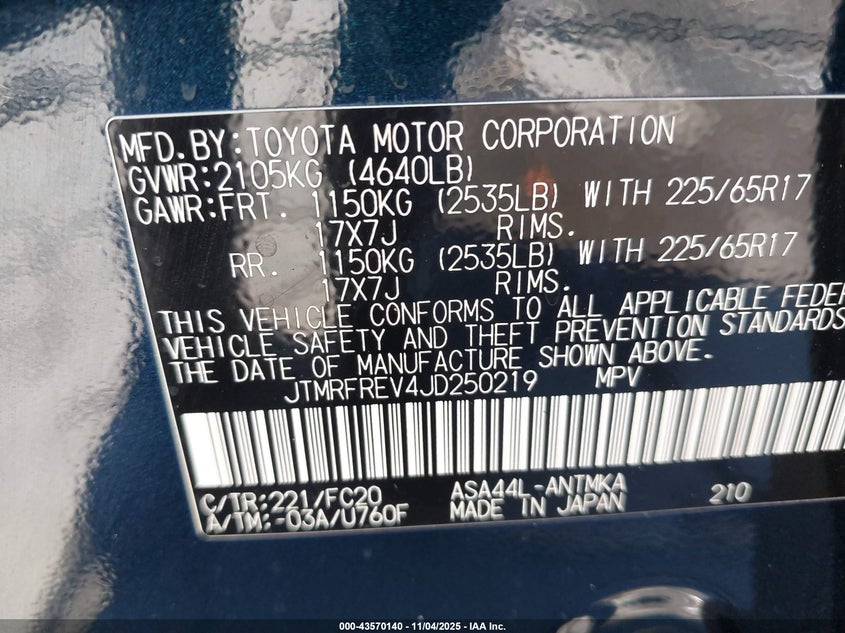 MFD.BY:TOYOTA MOTOR CORPORATION
GVWR:2105KG (4640LB)
GAWR:FRT. 1150KG (2535LB) WITH 225/65R17
17X7J RIMS.
RR. 1150KG (2535LB) WITH 225/65R17
17X7J RIMS.
THIS VEHICLE CONFORMS TO ALL APPLICABLE FEDER
VEHICLE SAFETY AND THEFT PREVENTION STANDARDS
THE DATE OF MANUFACTURE SHOWN ABOVE.
JTMRFREV4JD250219 MPV
C/TR:221/FC20 ASA44L-ANTMKA 210
A/TM:-03A/U760F MADE IN JAPAN
000-43570140 - 11/04/2025 - IAA Inc.